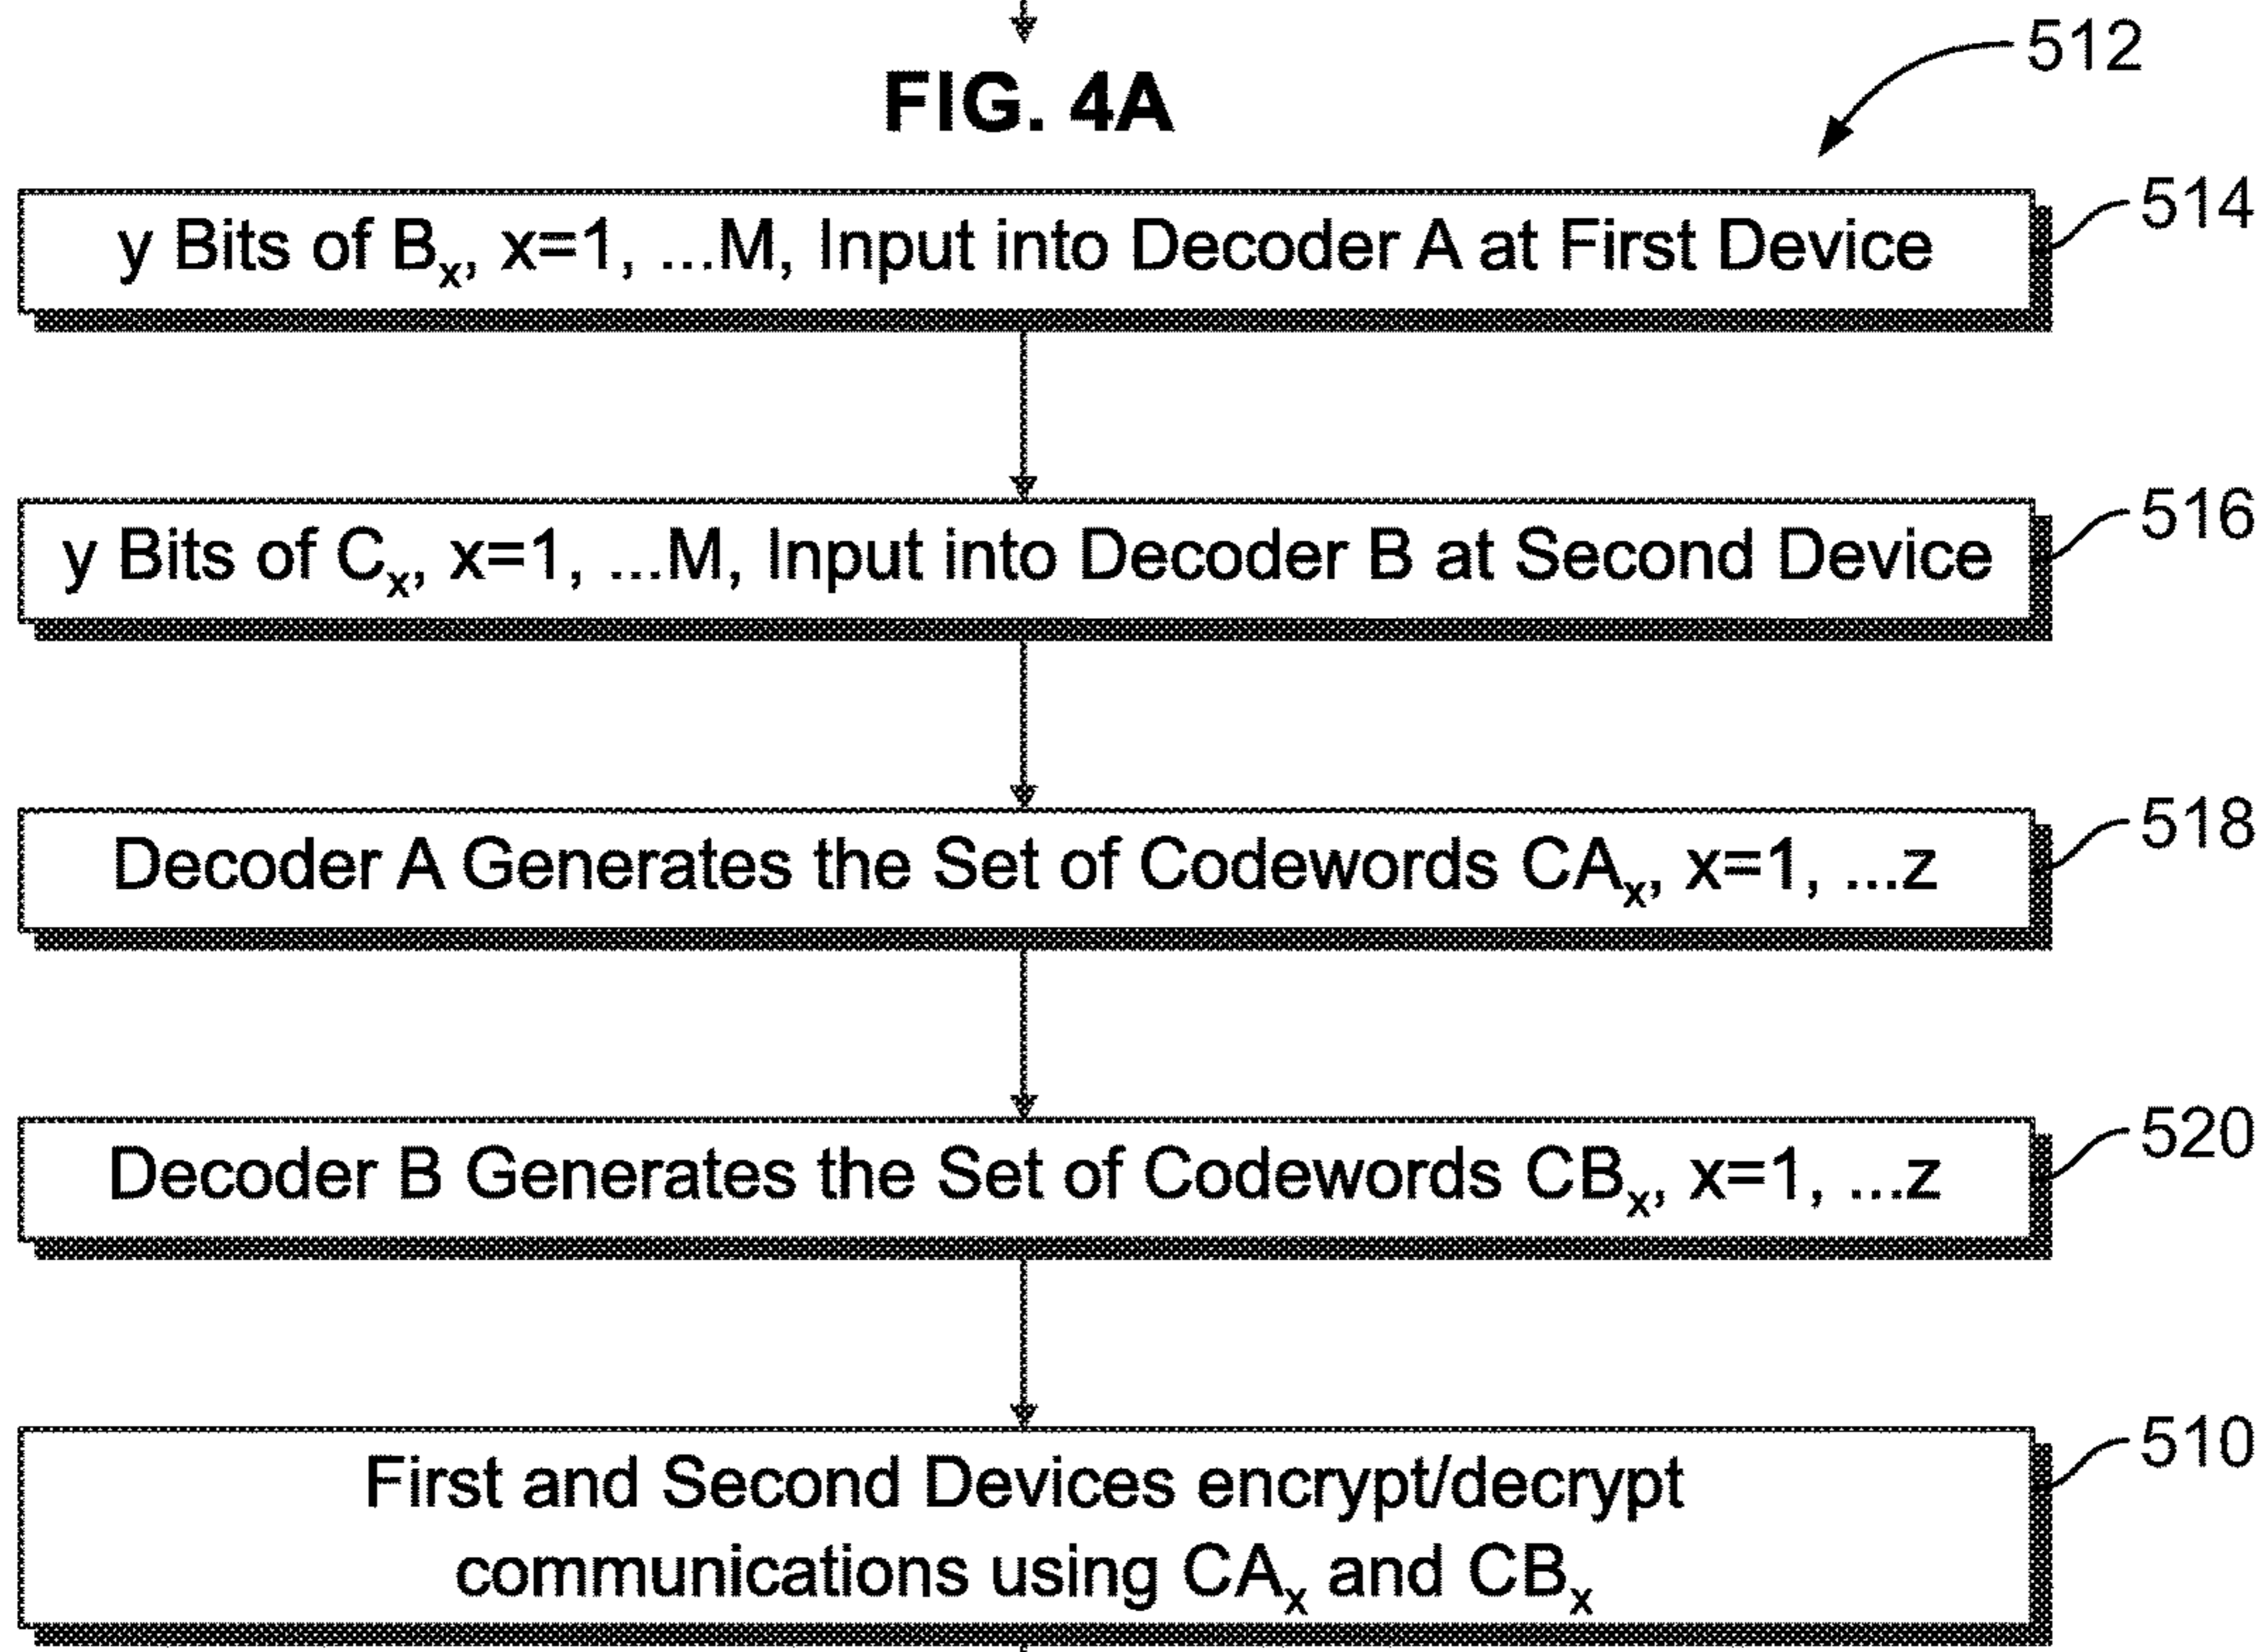 FIG. 4A
512
y Bits of Bₓ, x=1, ...M, Input into Decoder A at First Device
514
y Bits of Cₓ, x=1, ...M, Input into Decoder B at Second Device
516
Decoder A Generates the Set of Codewords CAₓ, x=1, ...z
518
Decoder B Generates the Set of Codewords CBₓ, x=1, ...z
520
First and Second Devices encrypt/decrypt
communications using CAₓ and CBₓ
510